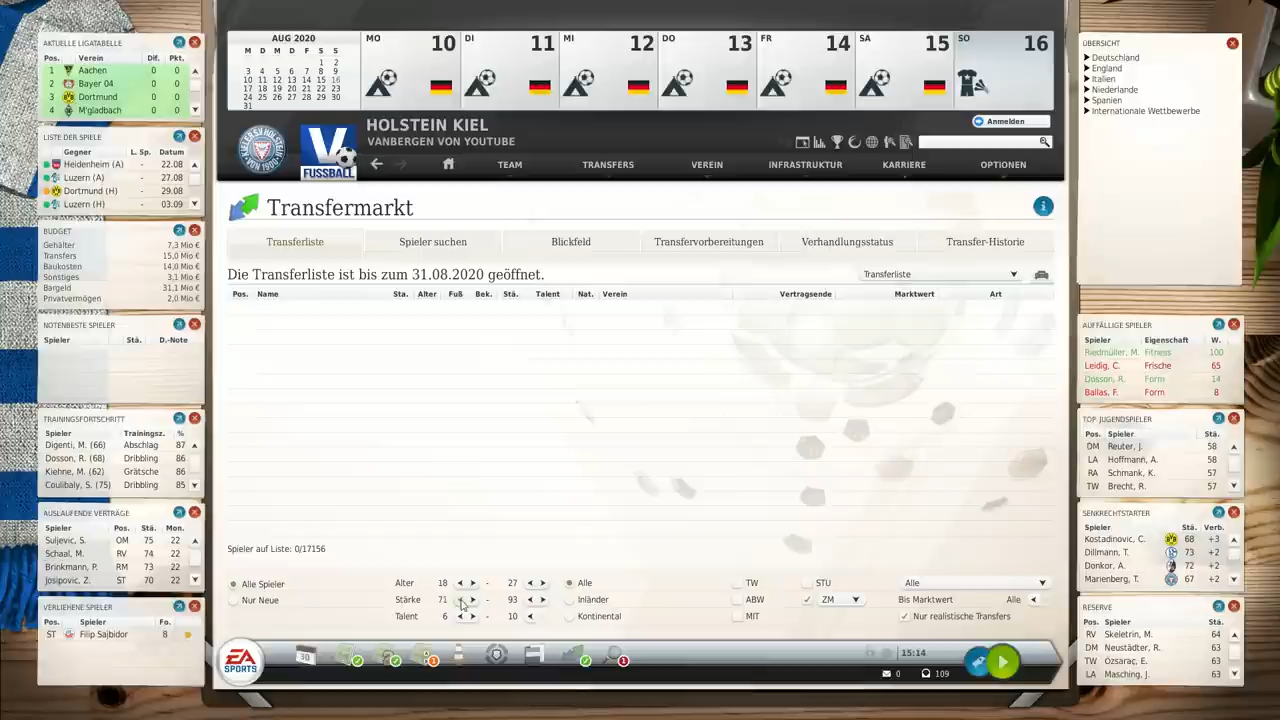 AKTUELLE LIGATABELLE
Pos. Verein Dif. Pkt.
1 Aachen 0 0
2 Bayer 04 0 0
3 Dortmund 0 0
4 M'gladbach 0 0
LISTE DER SPIELE
Gegner L. Sp. Datum
Heidenheim (A) - 22.08
Luzern (A) - 27.08
Dortmund (H) - 29.08
Luzern (H) - 03.09
BUDGET
Gehälter 7,3 Mio €
Transfers 15,0 Mio €
Baukosten 14,0 Mio €
Sonstiges 3,1 Mio €
Bargeld 31,1 Mio €
Privatvermögen 2,0 Mio €
NOTENBESTE SPIELER
Spieler Stä. D.-Note
TRAININGSFORTSCHRITT
Spieler Trainingsz. %
Digenti, M. (66) Abschlag 87
Dosson, R. (68) Dribbling 86
Kiehne, M. (62) Grätsche 86
Coulibaly, S. (75) Dribbling 85
AUSLAUFENDE VERTRÄGE
Spieler Pos. Stä. Mon.
Suljevic, S. OM 75 22
Schaal, M. RV 74 22
Brinkmann, P. RM 73 22
Josipovic, Z. ST 70 22
VERLIEHENE SPIELER
Pos. Spieler Fo.
ST Filip Sajbidor 8
AUG 2020
M D M D F S S
1 2
3 4 5 6 7 8 9
10 11 12 13 14 15 16
17 18 19 20 21 22 23
24 25 26 27 28 29 30
31
MO 10 DI 11 MI 12 DO 13 FR 14 SA 15 SO 16
HOLSTEIN KIEL
VANBERGEN VON YOUTUBE
V
FUSSBALL
Anmelden
TEAM TRANSFERS VEREIN INFRASTRUKTUR KARRIERE OPTIONEN
Transfermarkt
Transferliste Spieler suchen Blickfeld Transfervorbereitungen Verhandlungsstatus Transfer-Historie
Die Transferliste ist bis zum 31.08.2020 geöffnet.
Transferliste
Pos. Name Sta. Alter Fuß Bek. Stä. Talent Nat. Verein Vertragsende Marktwert Art
Spieler auf Liste: 0/17156
Alle Spieler Alter 18 - 27 Alle TW STU Alle
Nur Neue Stärke 71 - 93 Inländer ABW ZM Bis Marktwert Alle
Talent 6 - 10 Kontinental MIT Nur realistische Transfers
EA
SPORTS
30
1
1
15:14
0 109
ÜBERSICHT
Deutschland
England
Italien
Niederlande
Spanien
Internationale Wettbewerbe
AUFFÄLLIGE SPIELER
Spieler Eigenschaft W.
Riedmüller, M. Fitness 100
Leidig, C. Frische 65
Dosson, R. Form 14
Ballas, F. Form 8
TOP JUGENDSPIELER
Pos. Spieler Stä.
DM Reuter, J. 58
LA Hoffmann, A. 58
RA Schmank, K. 57
TW Brecht, R. 57
SENKRECHTSTARTER
Spieler Stä. Verb.
Kostadinovic, C. 68 +3
Dillmann, T. 73 +2
Donkor, A. 72 +2
Marienberg, T. 67 +2
RESERVE
Pos. Spieler Stä.
RV Skeletrin, M. 64
DM Neustädter, R. 63
TW Özsaraç, E. 63
LA Masching, J. 63